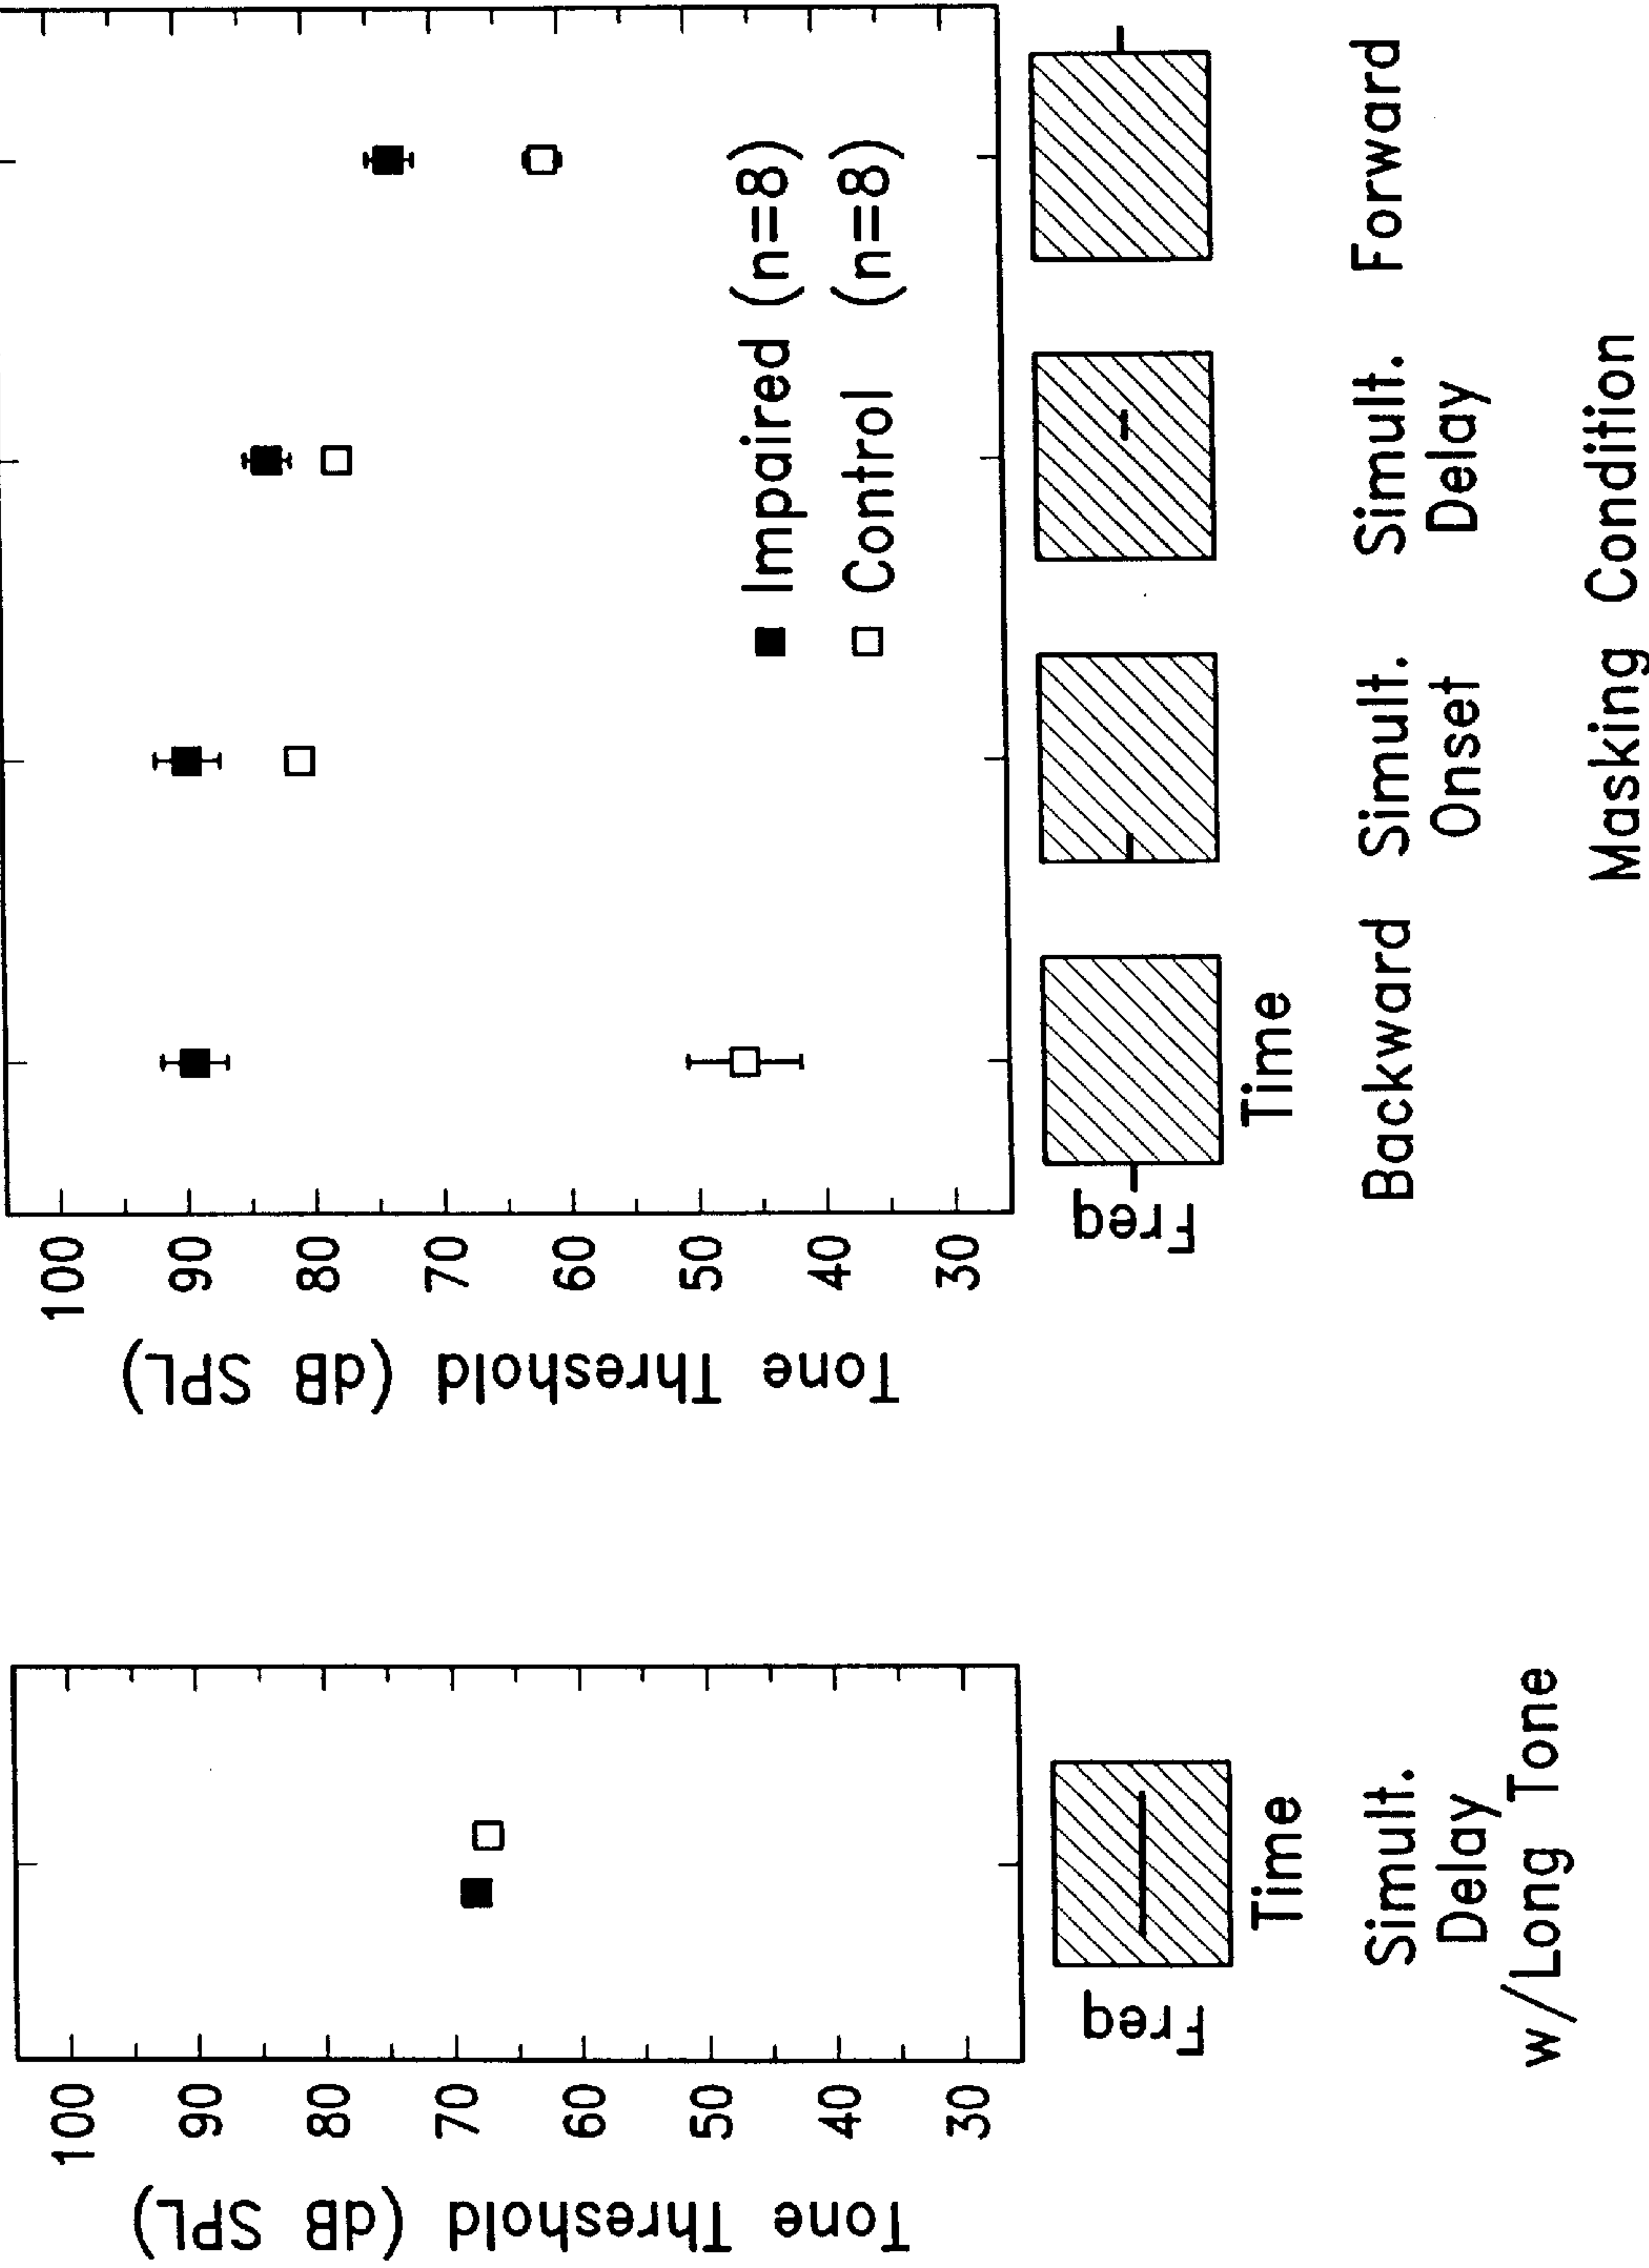 Tone Threshold (dB SPL)
100
90
80
70
60
50
40
30
Freq
Time
Simult.
Delay
w/Long Tone
Tone Threshold (dB SPL)
100
90
80
70
60
50
40
30
■ Impaired (n=8)
□ Control (n=8)
Freq
Time
Backward
Simult.
Onset
Simult.
Delay
Forward
Masking Condition